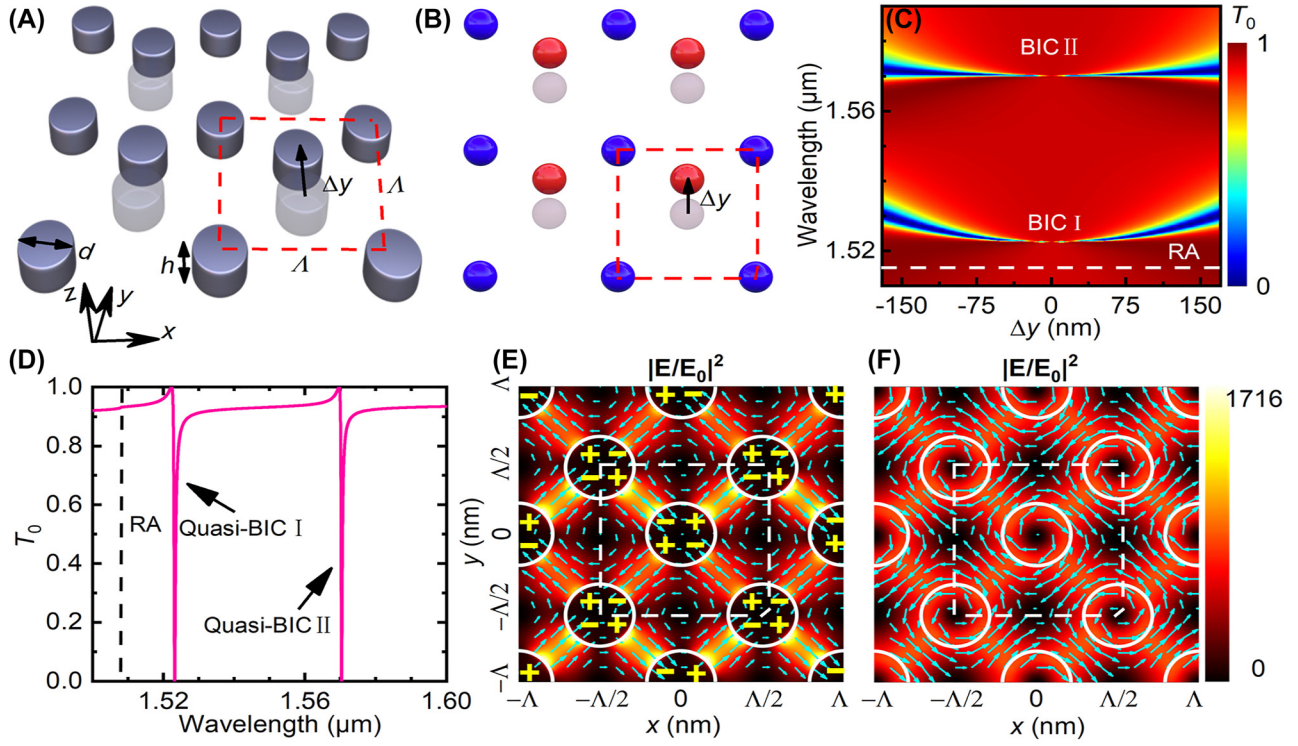 (A)
Δy
Λ
Λ
d
h
z
y
x
(B)
Δy
(C)
T0
BIC II
BIC I
RA
1
0
Wavelength (μm)
1.56
1.52
-150 -75 0 75 150
Δy (nm)
(D)
T0
1.0
0.8
0.6
0.4
0.2
0.0
RA
Quasi-BIC I
Quasi-BIC II
1.52 1.56 1.60
Wavelength (μm)
(E)
|E/E0|²
y (nm)
Λ
Λ/2
0
−Λ/2
−Λ
−Λ −Λ/2 0 Λ/2 Λ
x (nm)
(F)
|E/E0|²
−Λ −Λ/2 0 Λ/2 Λ
x (nm)
1716
0